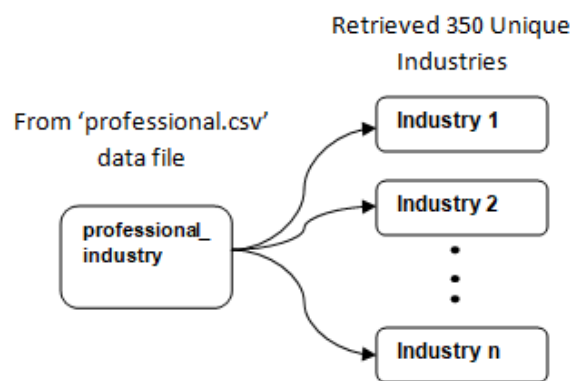 Retrieved 350 Unique
Industries
From ‘professional.csv’
data file
professional_
industry
Industry 1
Industry 2
Industry n